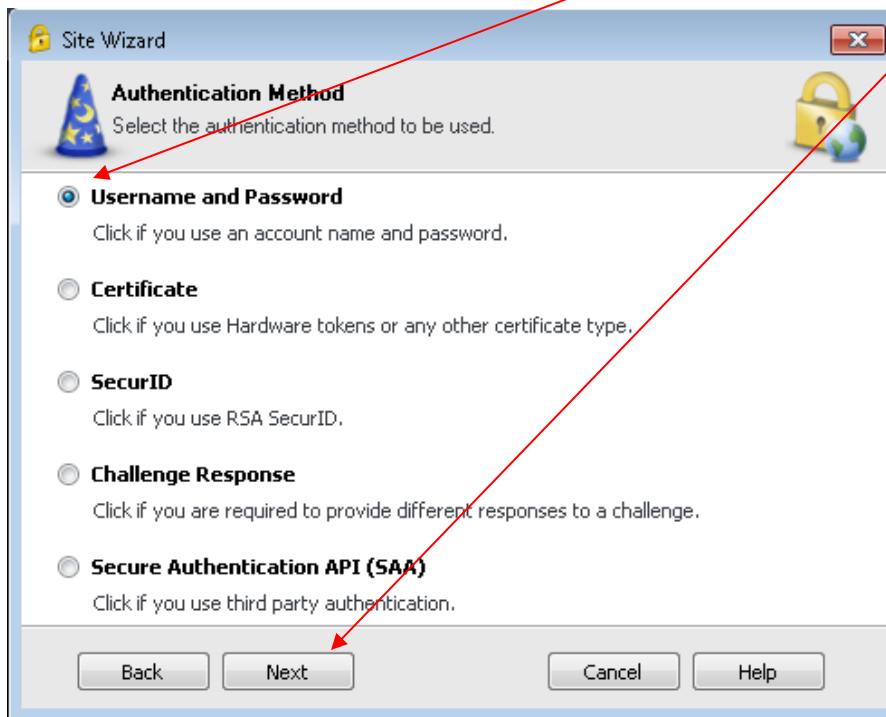 Site Wizard
Authentication Method
Select the authentication method to be used.
Username and Password
Click if you use an account name and password.
Certificate
Click if you use Hardware tokens or any other certificate type.
SecurID
Click if you use RSA SecurID.
Challenge Response
Click if you are required to provide different responses to a challenge.
Secure Authentication API (SAA)
Click if you use third party authentication.
Back Next Cancel Help